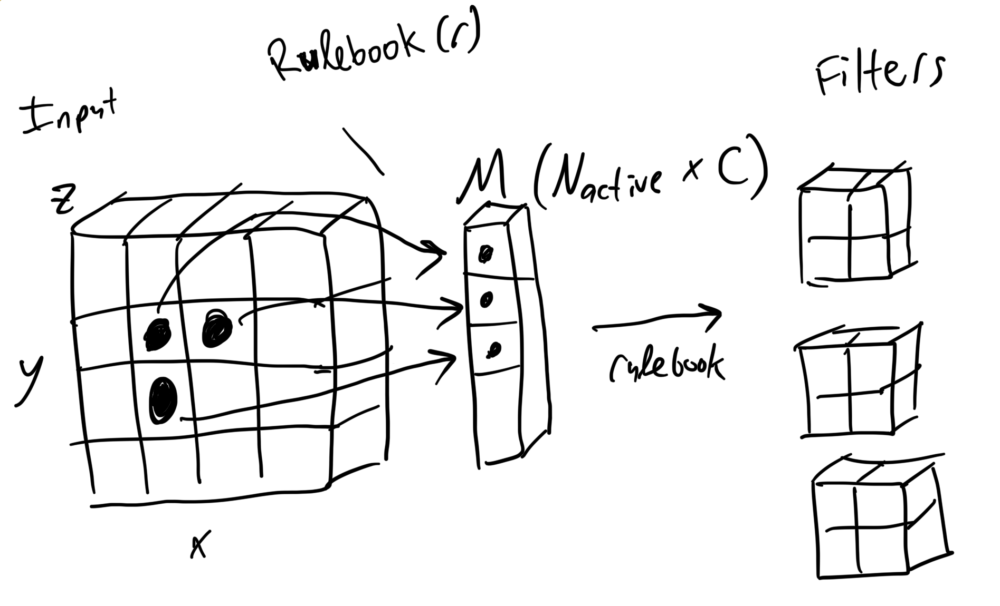 Rulebook (r)
Filters
Input
M (Nactive x C)
z
y
rulebook
x